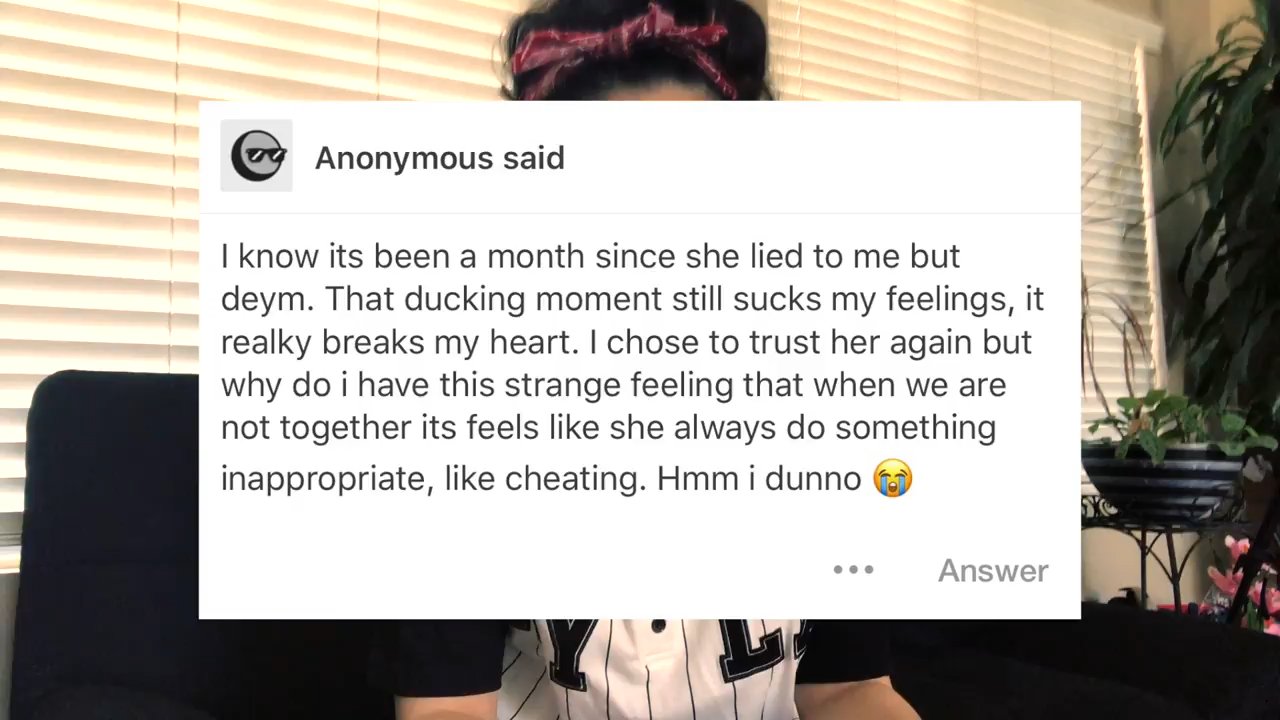 Anonymous said
I know its been a month since she lied to me but
deym. That ducking moment still sucks my feelings, it
realky breaks my heart. I chose to trust her again but
why do i have this strange feeling that when we are
not together its feels like she always do something
inappropriate, like cheating. Hmm i dunno 😭
••• Answer